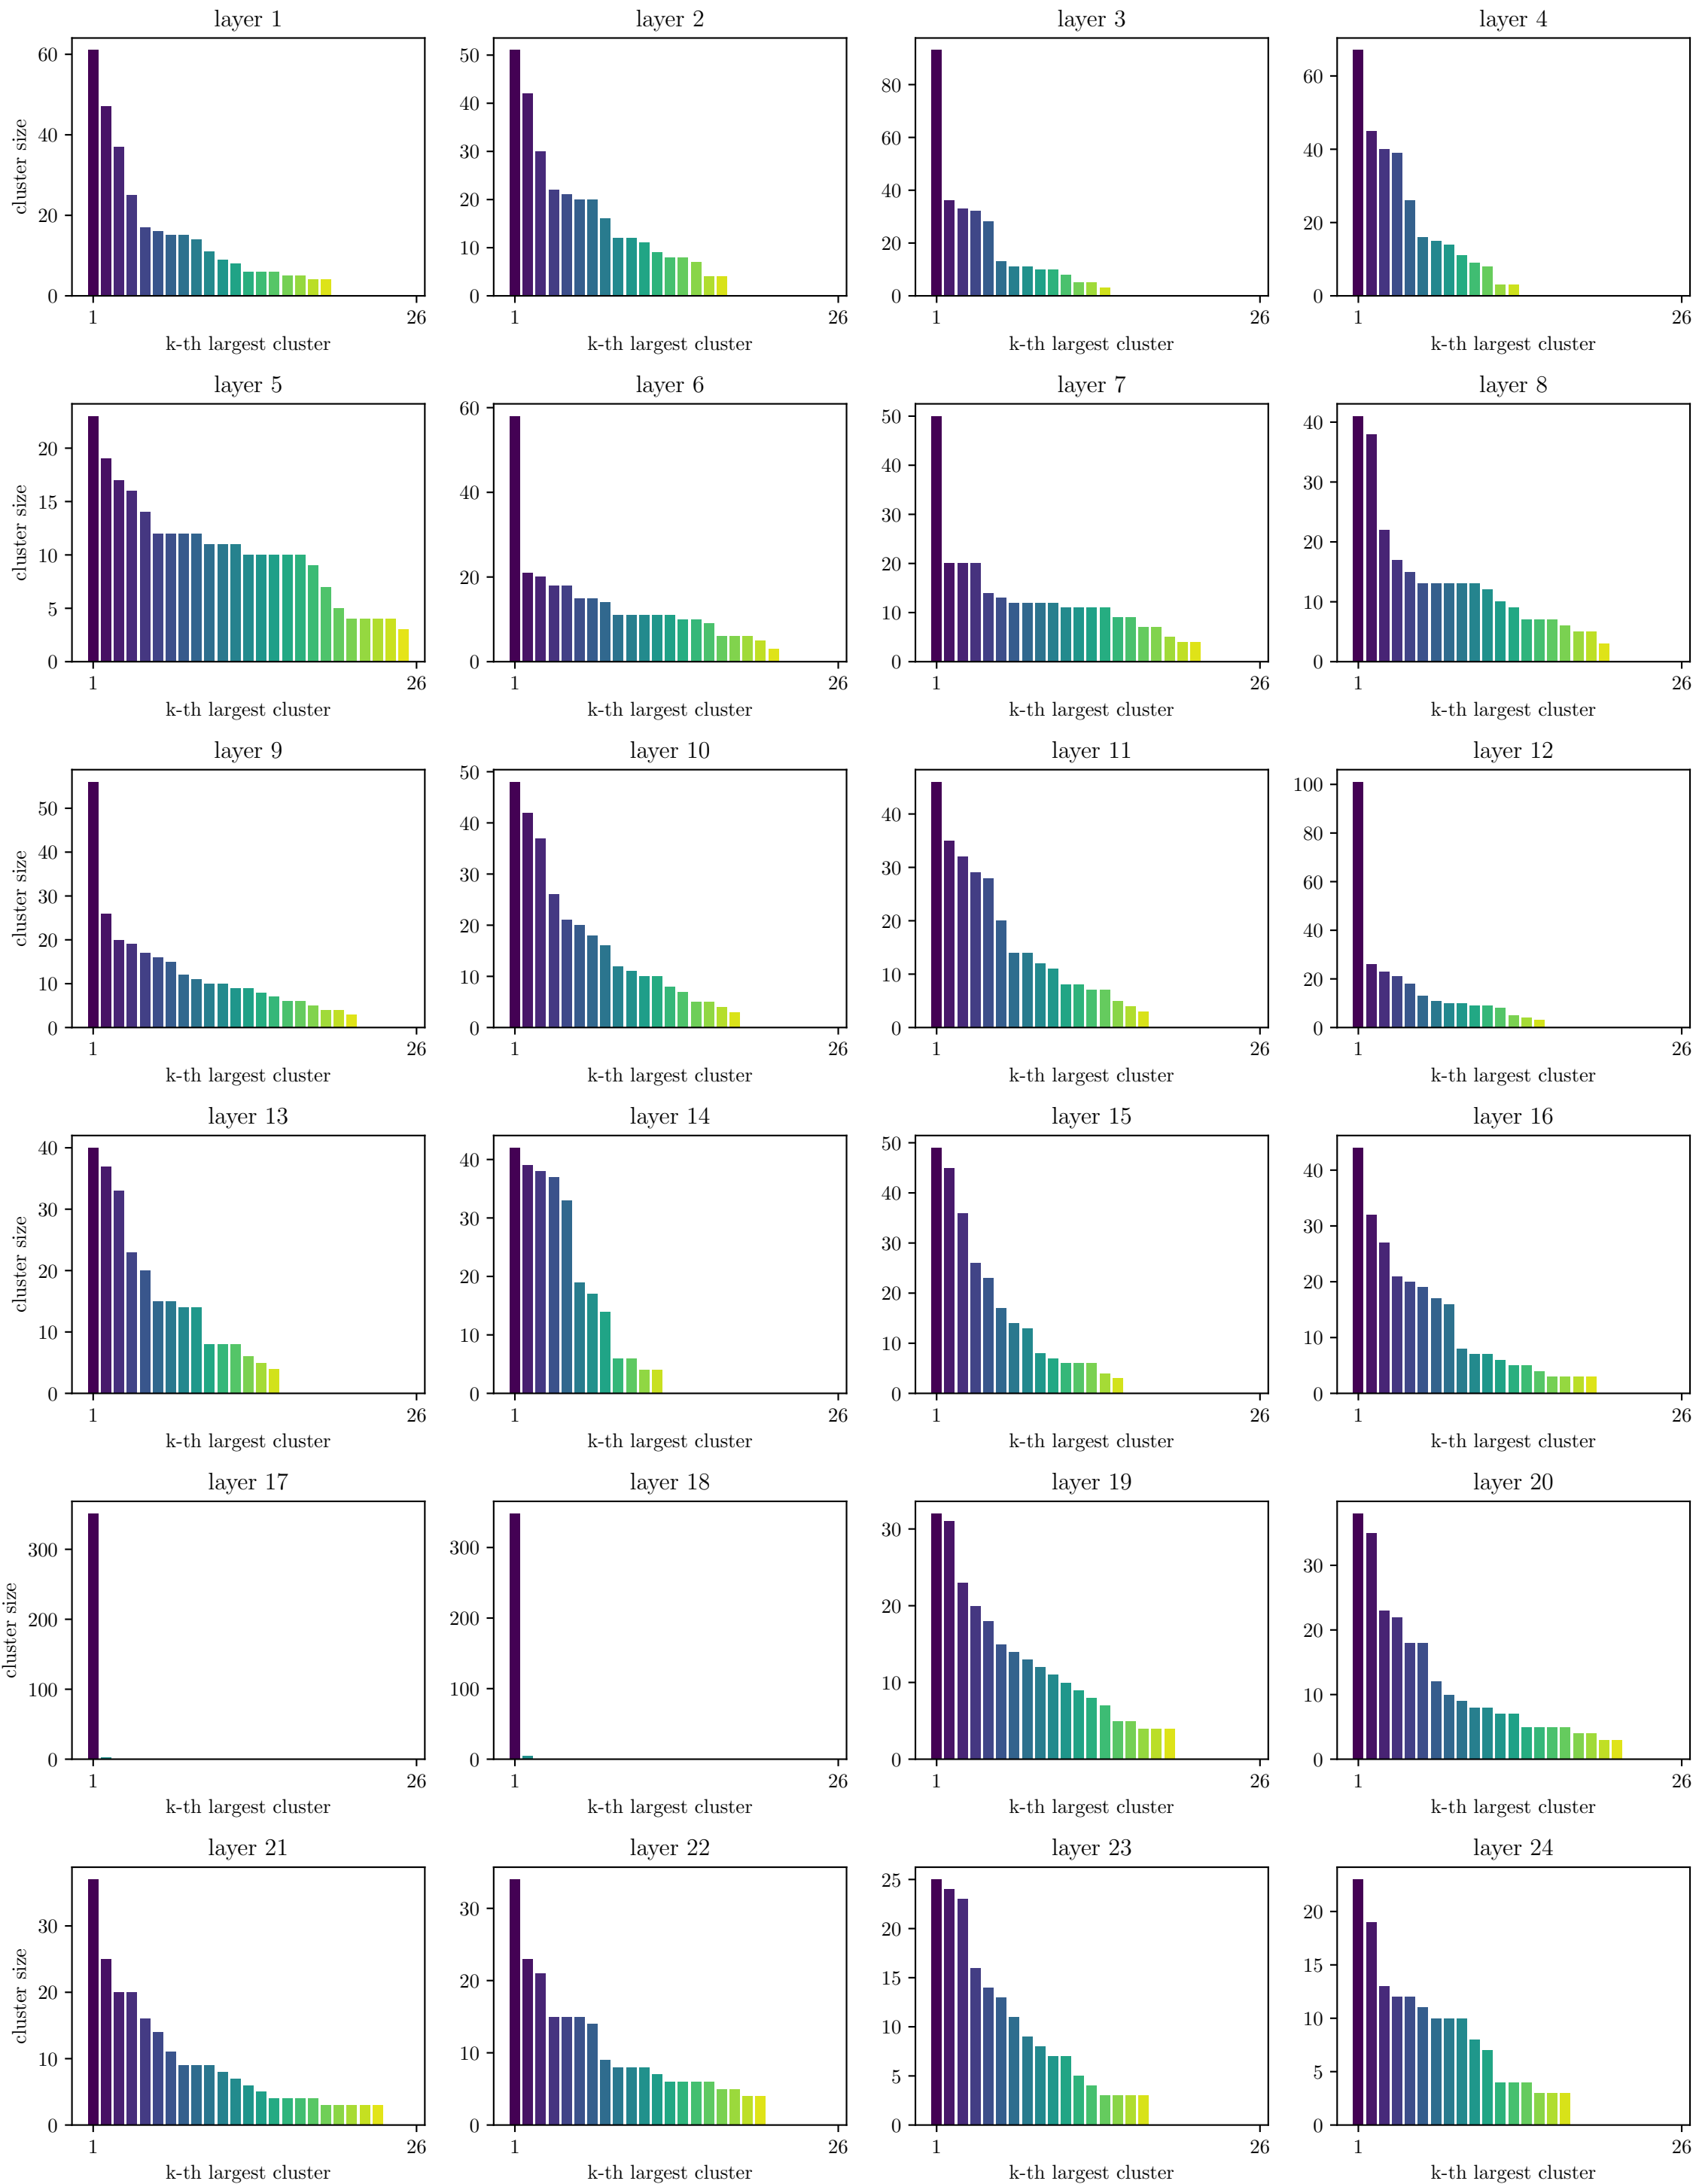 layer 1
layer 2
layer 3
layer 4
60
40
20
0
50
40
30
20
10
0
80
60
40
20
0
60
40
20
0
cluster size
1 26
1 26
1 26
1 26
k-th largest cluster
k-th largest cluster
k-th largest cluster
k-th largest cluster
layer 5
layer 6
layer 7
layer 8
20
15
10
5
0
60
40
20
0
50
40
30
20
10
0
40
30
20
10
0
cluster size
1 26
1 26
1 26
1 26
k-th largest cluster
k-th largest cluster
k-th largest cluster
k-th largest cluster
layer 9
layer 10
layer 11
layer 12
50
40
30
20
10
0
50
40
30
20
10
0
40
30
20
10
0
100
80
60
40
20
0
cluster size
1 26
1 26
1 26
1 26
k-th largest cluster
k-th largest cluster
k-th largest cluster
k-th largest cluster
layer 13
layer 14
layer 15
layer 16
40
30
20
10
0
40
30
20
10
0
50
40
30
20
10
0
40
30
20
10
0
cluster size
1 26
1 26
1 26
1 26
k-th largest cluster
k-th largest cluster
k-th largest cluster
k-th largest cluster
layer 17
layer 18
layer 19
layer 20
300
200
100
0
300
200
100
0
30
20
10
0
30
20
10
0
cluster size
1 26
1 26
1 26
1 26
k-th largest cluster
k-th largest cluster
k-th largest cluster
k-th largest cluster
layer 21
layer 22
layer 23
layer 24
30
20
10
0
30
20
10
0
25
20
15
10
5
0
20
15
10
5
0
cluster size
1 26
1 26
1 26
1 26
k-th largest cluster
k-th largest cluster
k-th largest cluster
k-th largest cluster